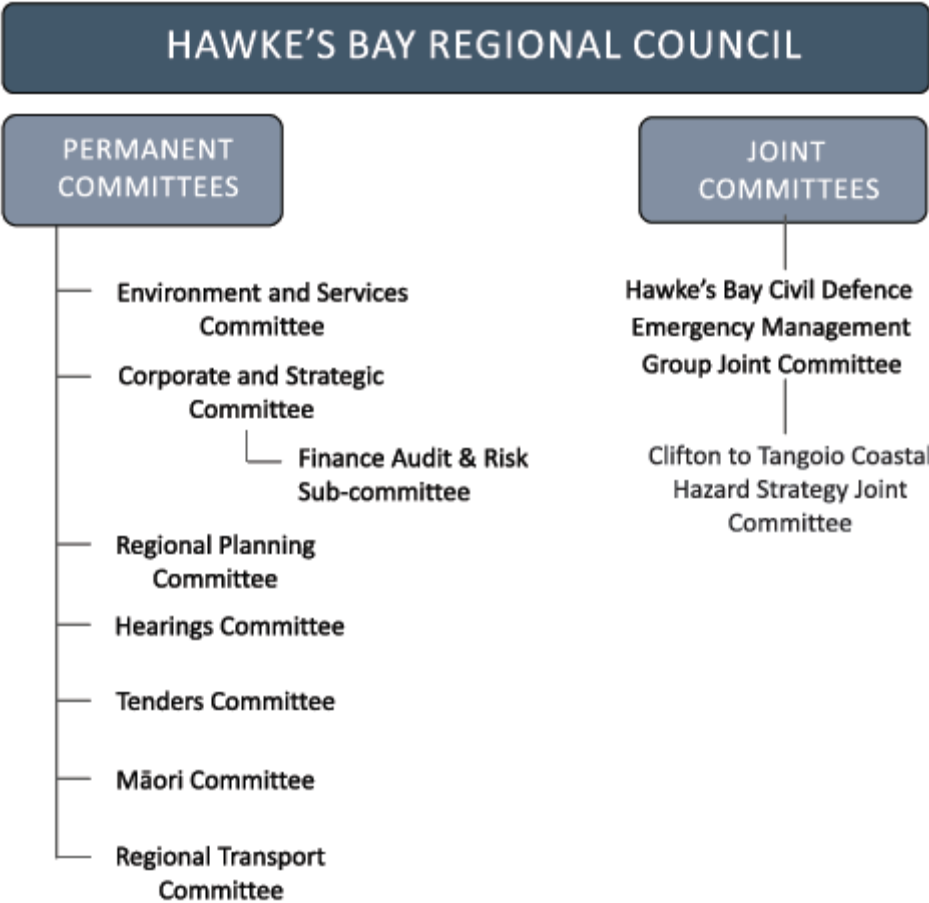 HAWKE'S BAY REGIONAL COUNCIL
PERMANENT
COMMITTEES
Environment and Services
Committee
Corporate and Strategic
Committee
Finance Audit & Risk
Sub-committee
Regional Planning
Committee
Hearings Committee
Tenders Committee
Māori Committee
Regional Transport
Committee
JOINT
COMMITTEES
Hawke's Bay Civil Defence
Emergency Management
Group Joint Committee
Clifton to Tangoio Coastal
Hazard Strategy Joint
Committee